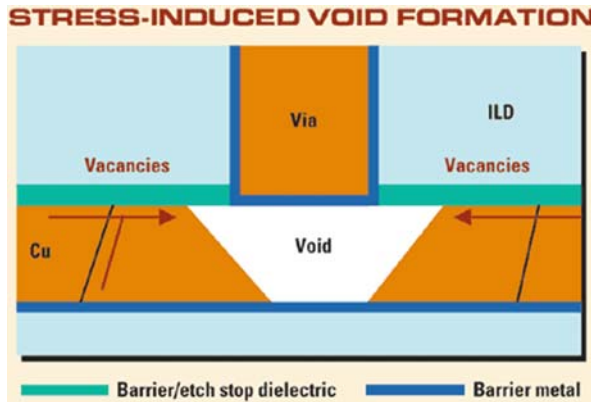 STRESS-INDUCED VOID FORMATION
Via
ILD
Vacancies
Vacancies
Void
Cu
Barrier/etch stop dielectric
Barrier metal